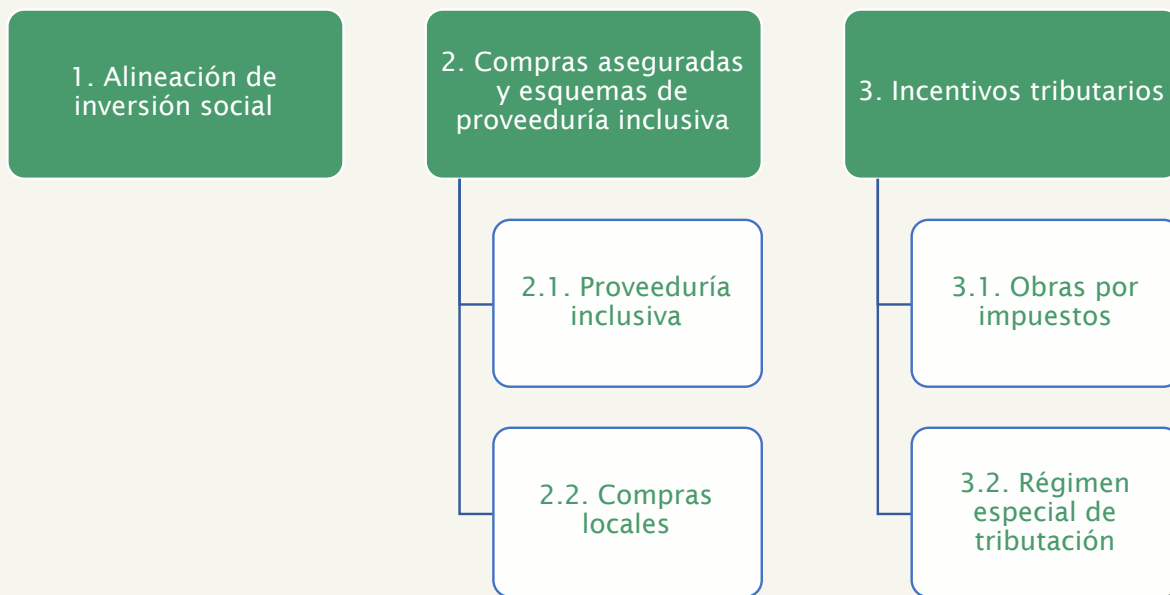 1. Alineación de
inversión social
2. Compras aseguradas
y esquemas de
proveeduría inclusiva
2.1. Proveeduría
inclusiva
2.2. Compras
locales
3. Incentivos tributarios
3.1. Obras por
impuestos
3.2. Régimen
especial de
tributación